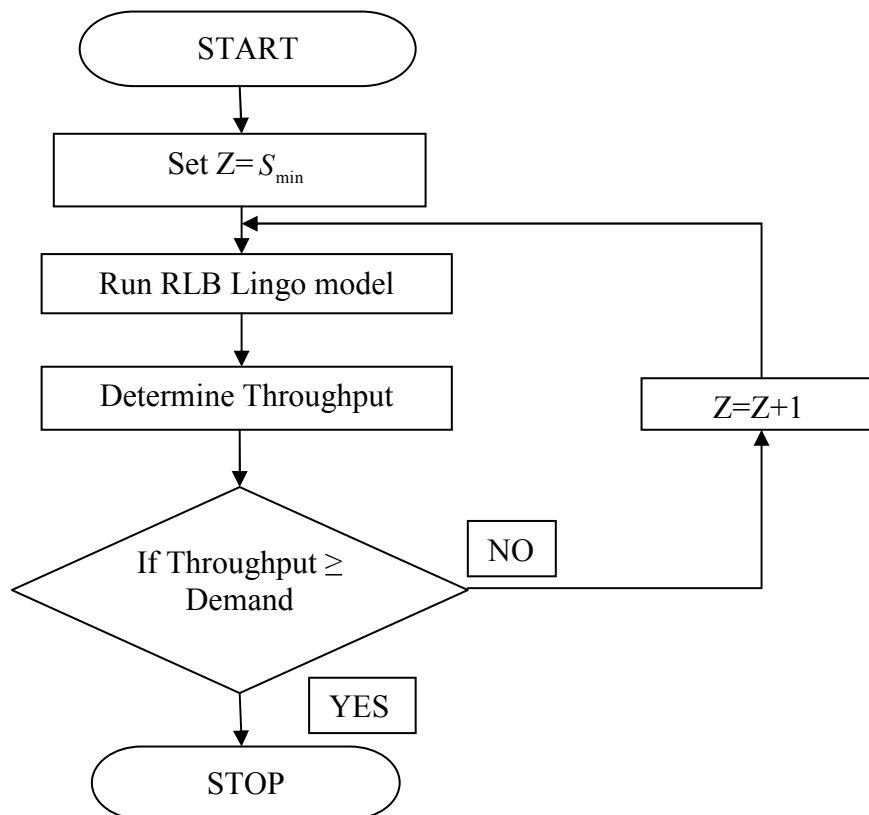 START
Set Z= S_min
Run RLB Lingo model
Determine Throughput
Z=Z+1
If Throughput ≥
Demand
NO
YES
STOP